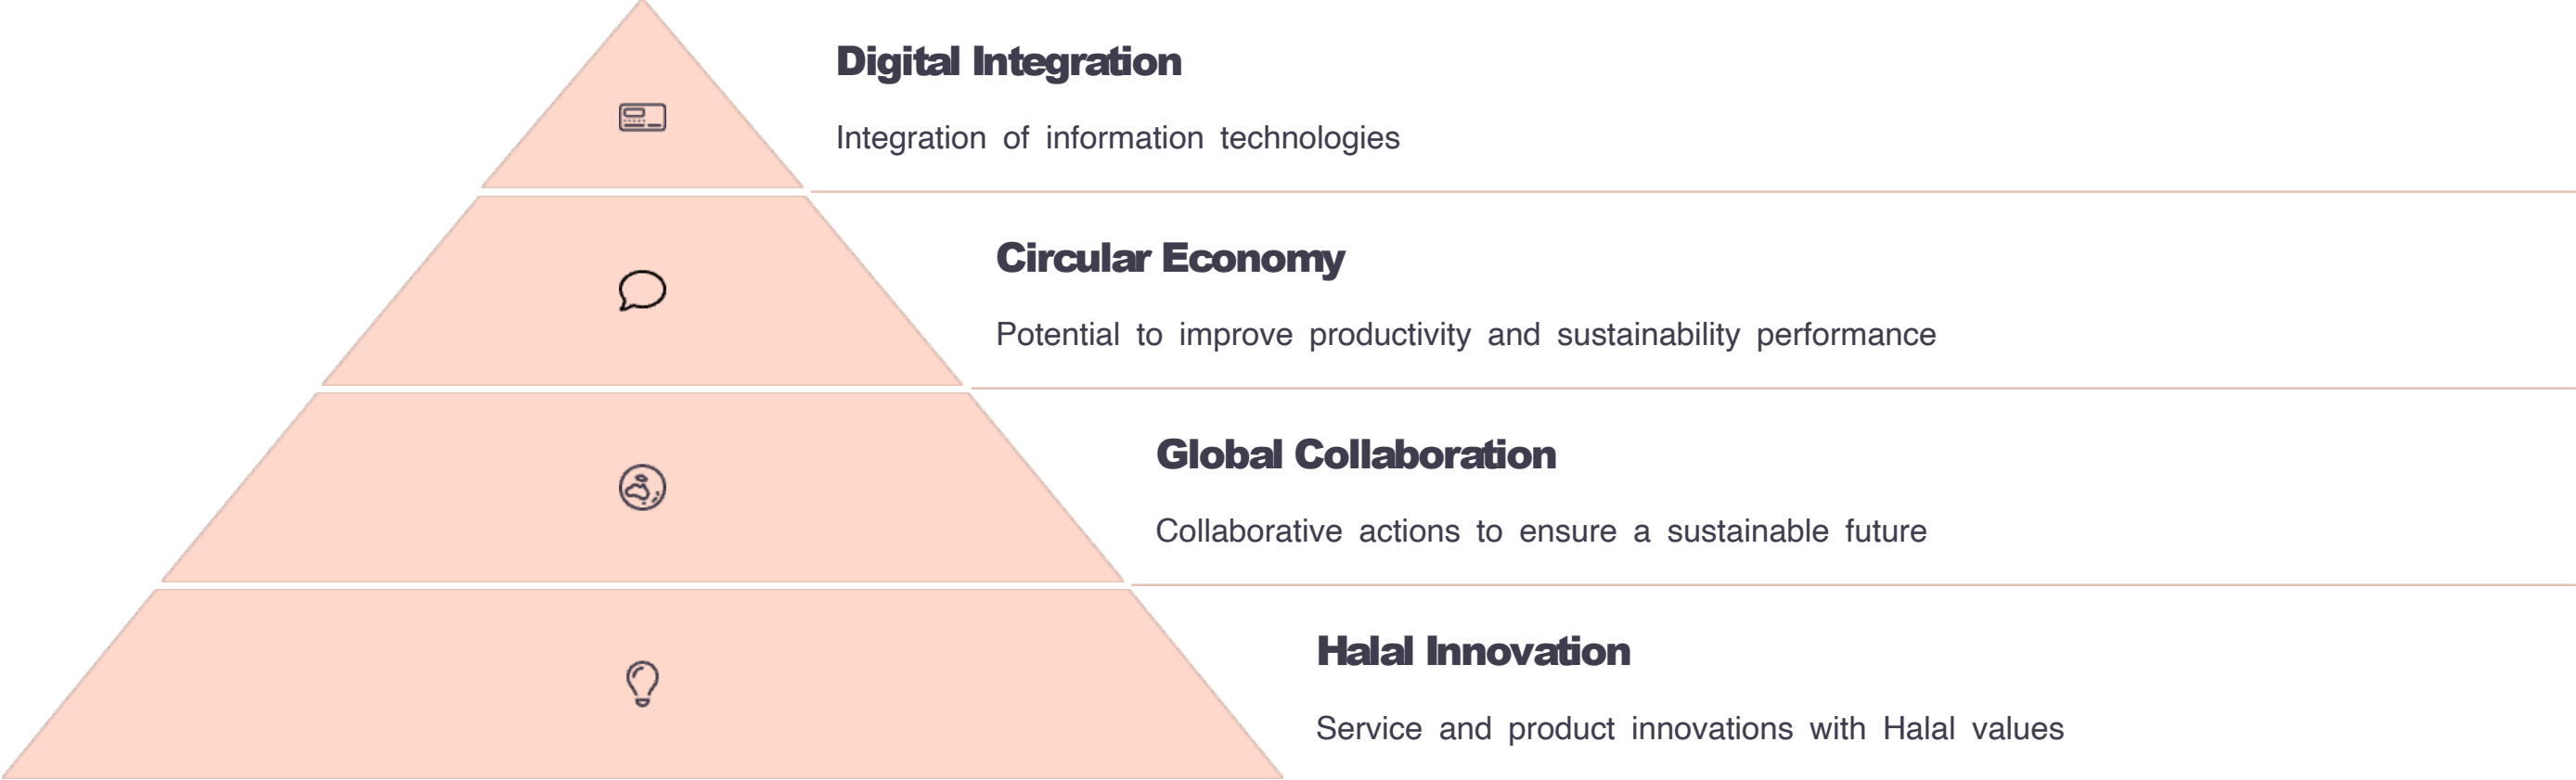 Digital Integration
Integration of information technologies
Circular Economy
Potential to improve productivity and sustainability performance
Global Collaboration
Collaborative actions to ensure a sustainable future
Halal Innovation
Service and product innovations with Halal values